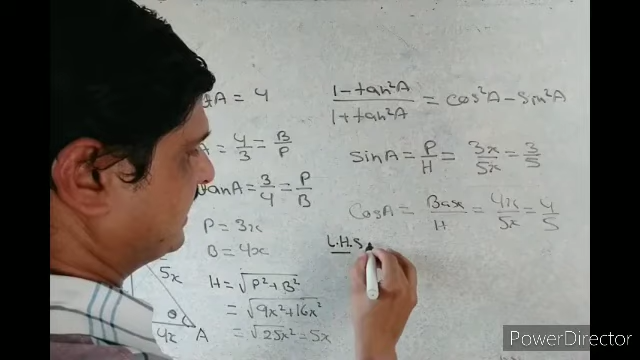 tA = 4
A = 4/3 = B/P
tanA = 3/4 = P/B
P = 3x
B = 4x
H = √P²+B²
= √9x²+16x²
= √25x² = 5x
5x
θ
4x A
1-tan²A / 1+tan²A = cos²A - sin²A
sinA = P/H = 3x/5x = 3/5
CosA = Base/H = 4x/5x = 4/5
L.H.S
PowerDirector